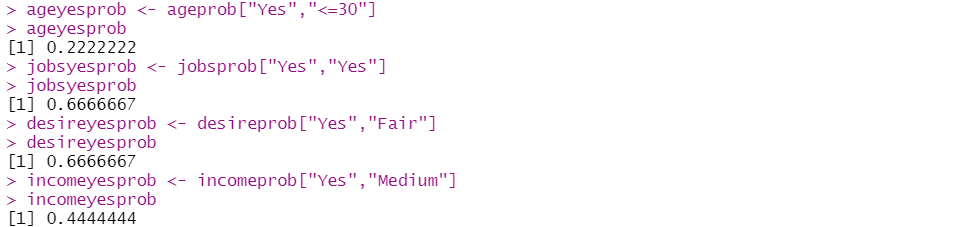 > ageyesprob <- ageprob["Yes","<=30"]
> ageyesprob
[1] 0.2222222
> jobsyesprob <- jobsprob["Yes","Yes"]
> jobsyesprob
[1] 0.6666667
> desireyesprob <- desireprob["Yes","Fair"]
> desireyesprob
[1] 0.6666667
> incomeyesprob <- incomeprob["Yes","Medium"]
> incomeyesprob
[1] 0.4444444